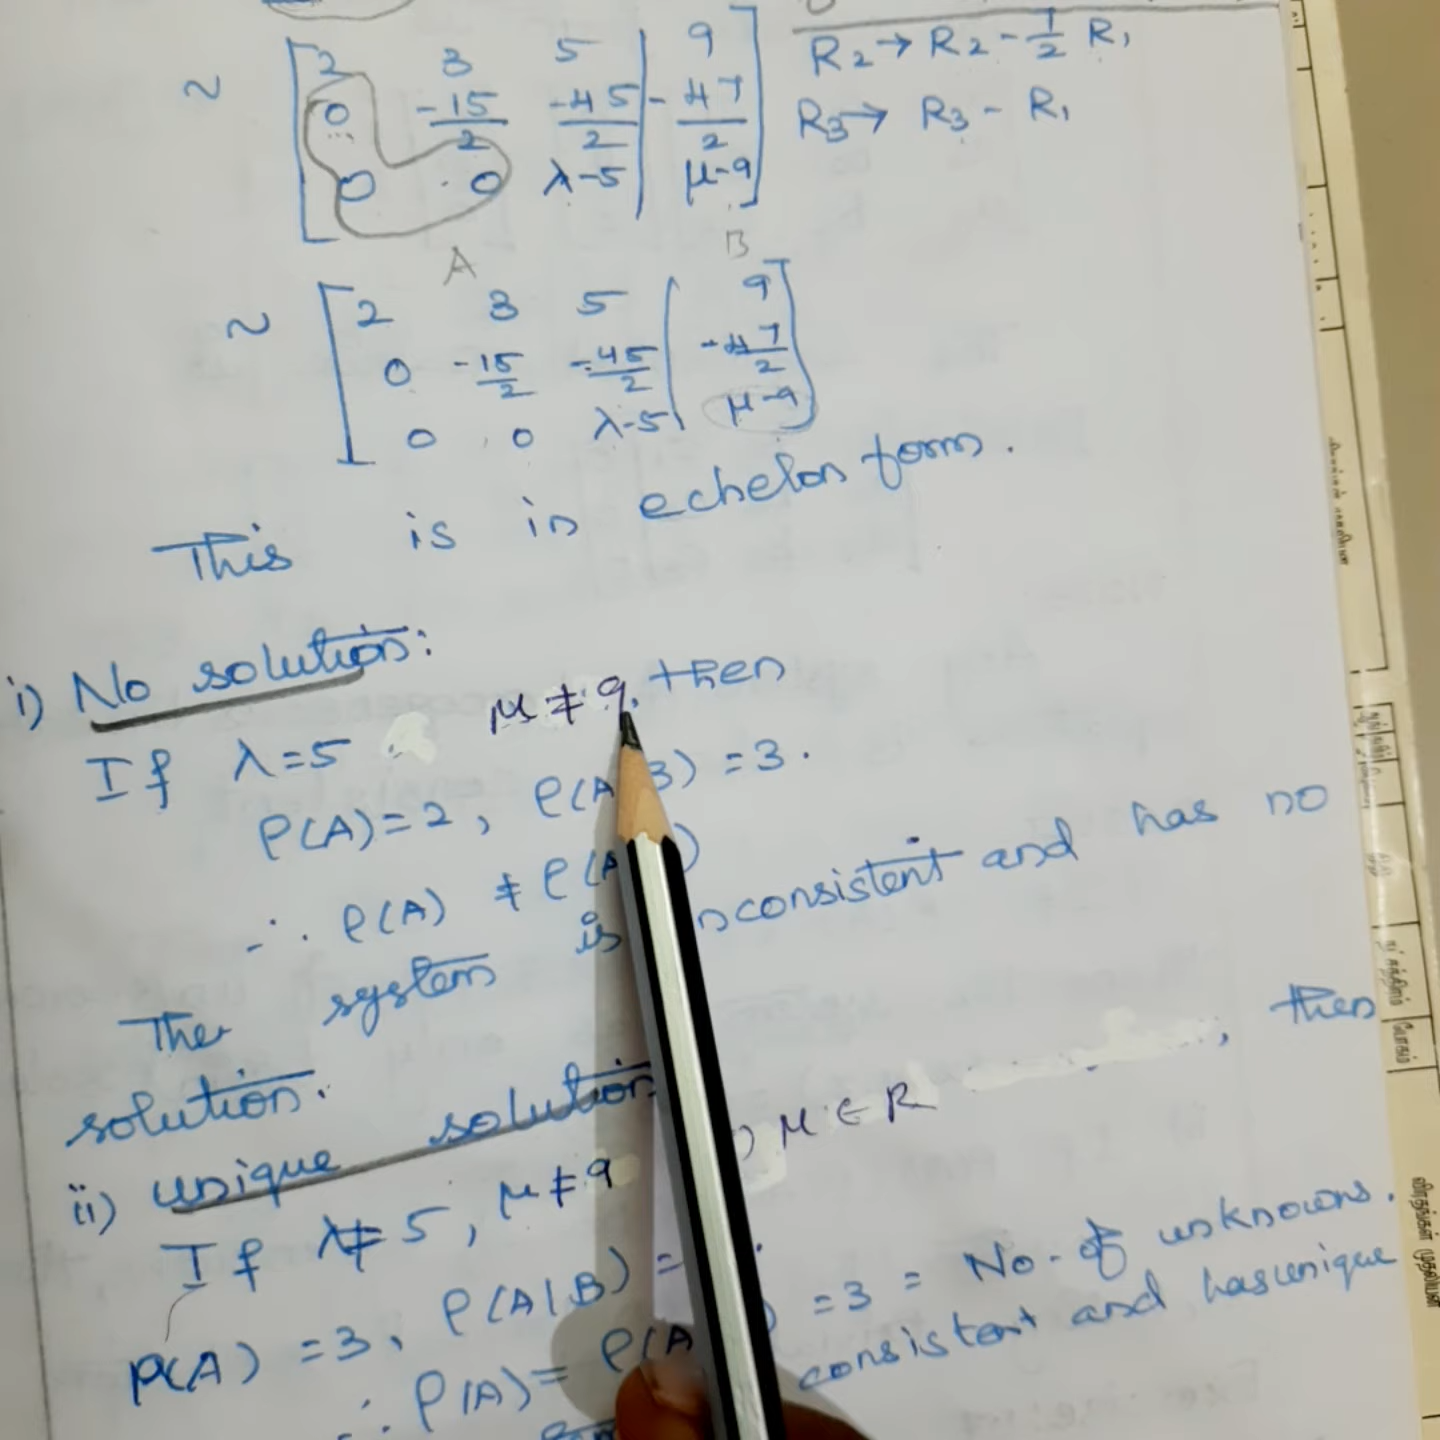 ~ [ 2 3 5 | 9 ] R₂ → R₂ - 1/2 R₁
0 -15/2 -45/2 | -47/2 R₃ → R₃ - R₁
0 0 λ-5 | μ-9
A B
~ [ 2 3 5 | 9 ]
0 -15/2 -45/2 | -47/2
0 0 λ-5 | μ-9
This is in echelon form.
i) No solution:
If λ=5 μ ≠ 9, then
ρ(A)=2, ρ(A B) = 3.
∴ ρ(A) ≠ ρ(A )
The system is nconsistent and has no
solution.
ii) unique solution
If λ ≠ 5, μ ≠ 9 ) μ ∈ R , then
ρ(A) = 3, ρ(A|B) =
∴ ρ(A) = ρ(A ) = 3 = No. of unknowns.
consistent and has unique